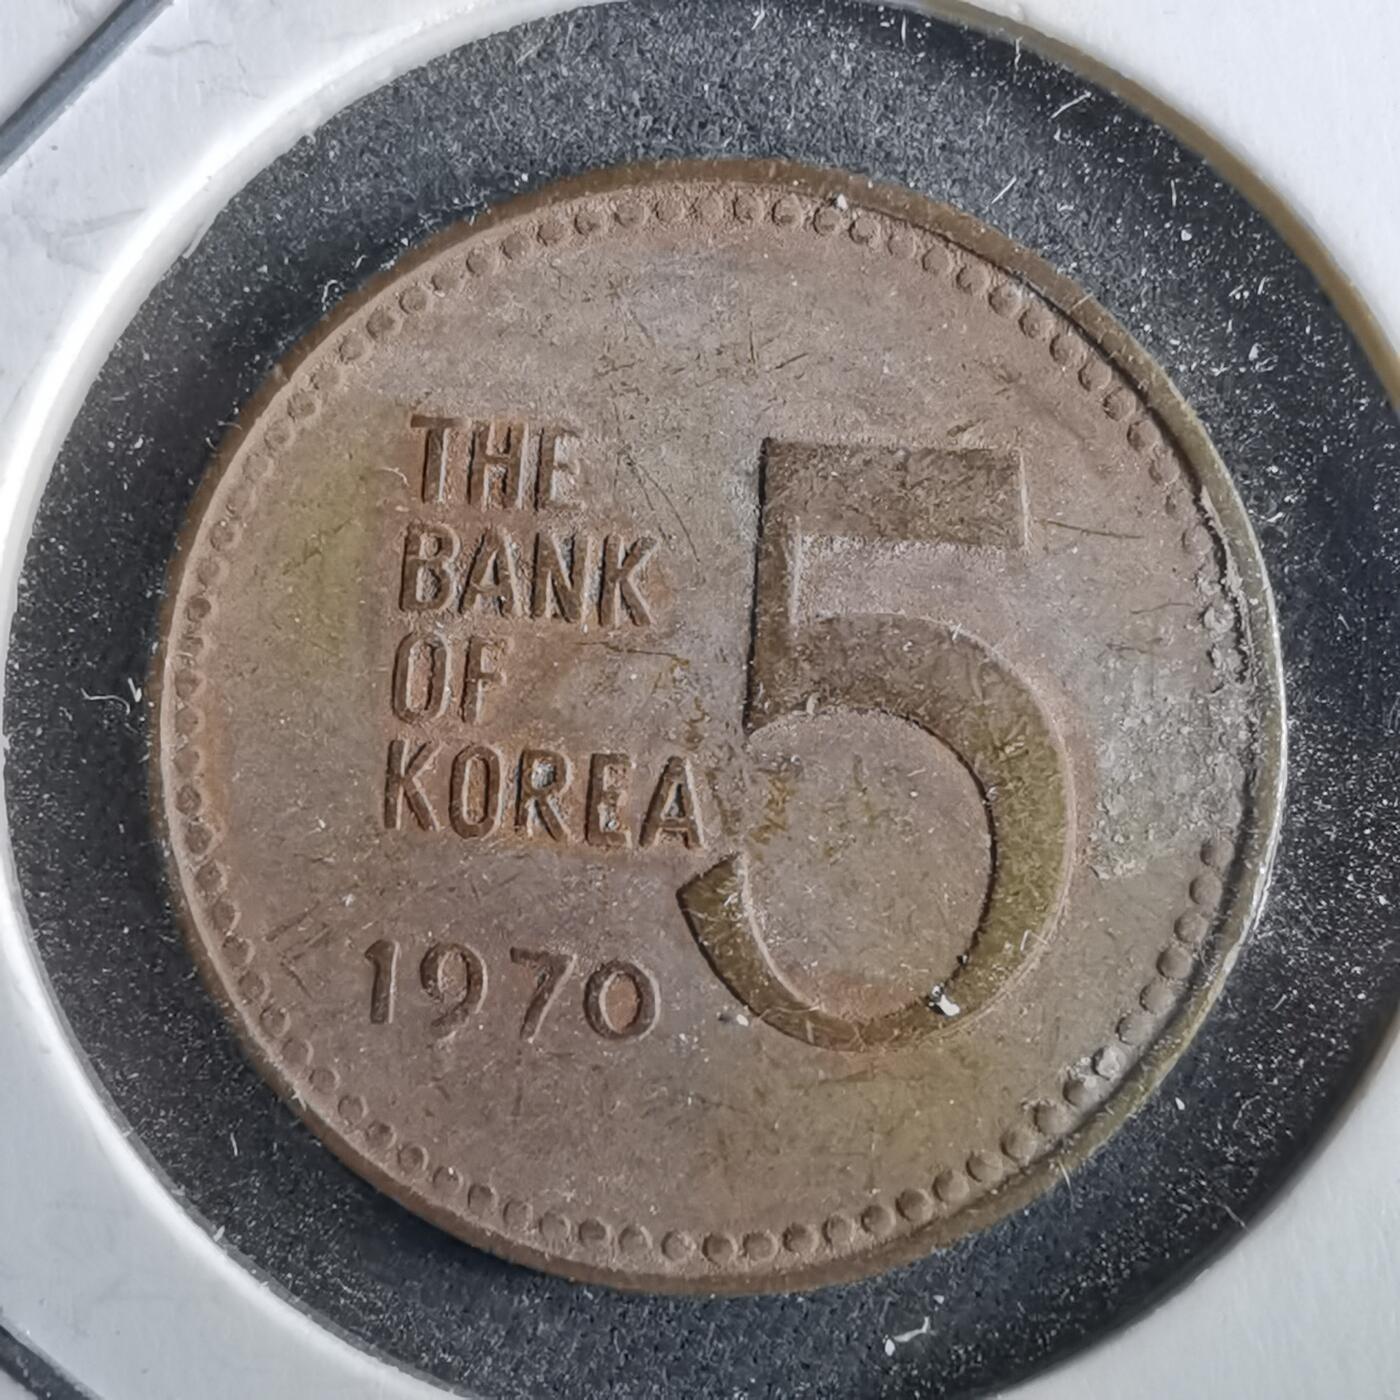 THE
BANK
OF
KOREA
1970
5